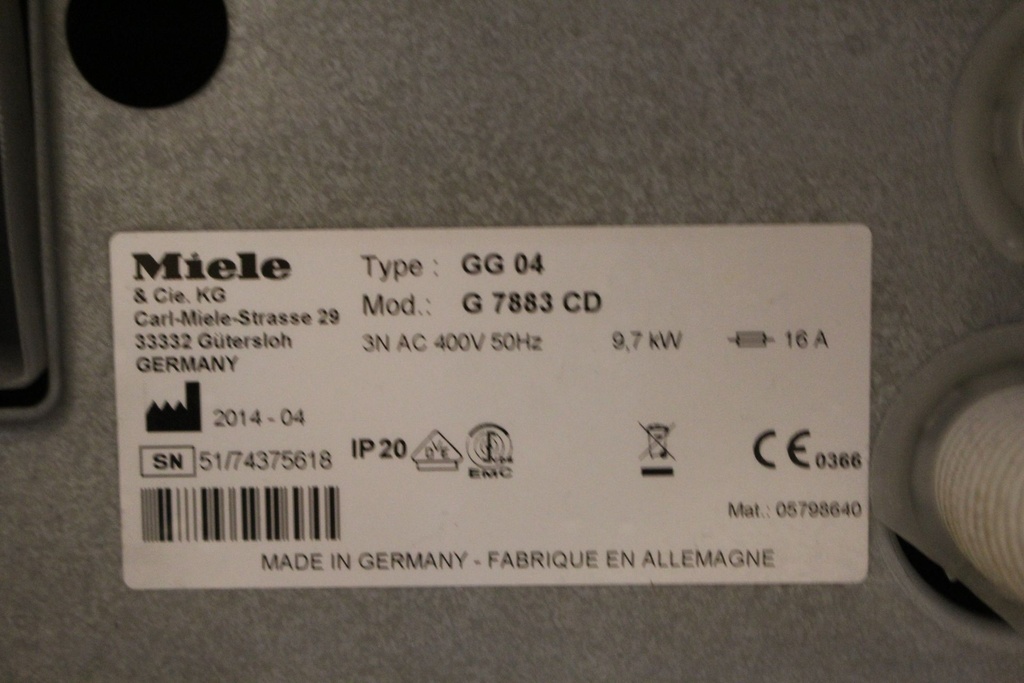 Miele
& Cie. KG
Carl-Miele-Strasse 29
33332 Gütersloh
GERMANY
Type : GG 04
Mod.: G 7883 CD
3N AC 400V 50Hz 9,7 kW 16 A
2014 - 04
SN 51/74375618
IP 20 DVE EMC
CE 0366
Mat.: 05798640
MADE IN GERMANY - FABRIQUE EN ALLEMAGNE